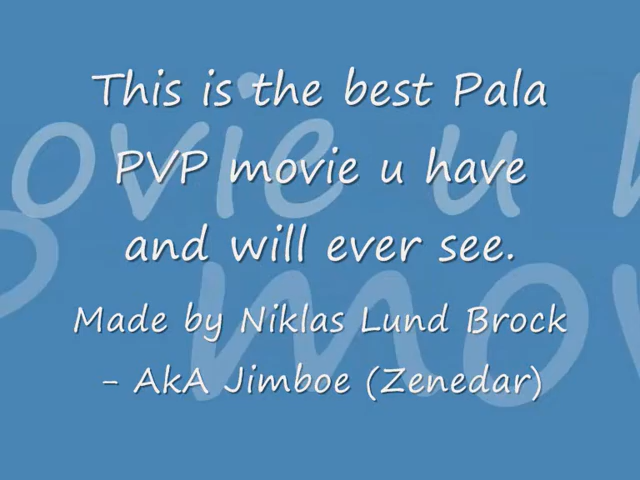 This is the best Pala
PVP movie u have
and will ever see.
Made by Niklas Lund Brock
- AkA Jimboe (Zenedar)